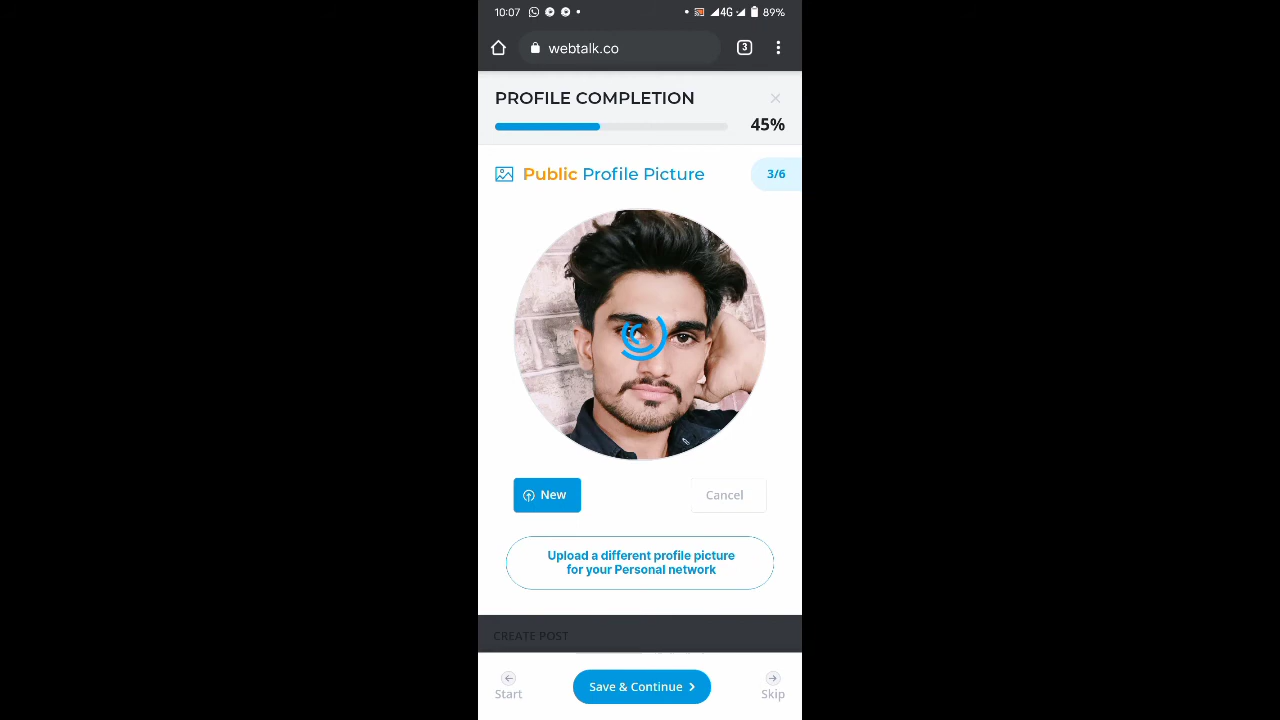 10:07
4G
89%
webtalk.co
3
PROFILE COMPLETION
45%
Public Profile Picture
3/6
New
Cancel
Upload a different profile picture
for your Personal network
CREATE POST
Start
Save & Continue
Skip